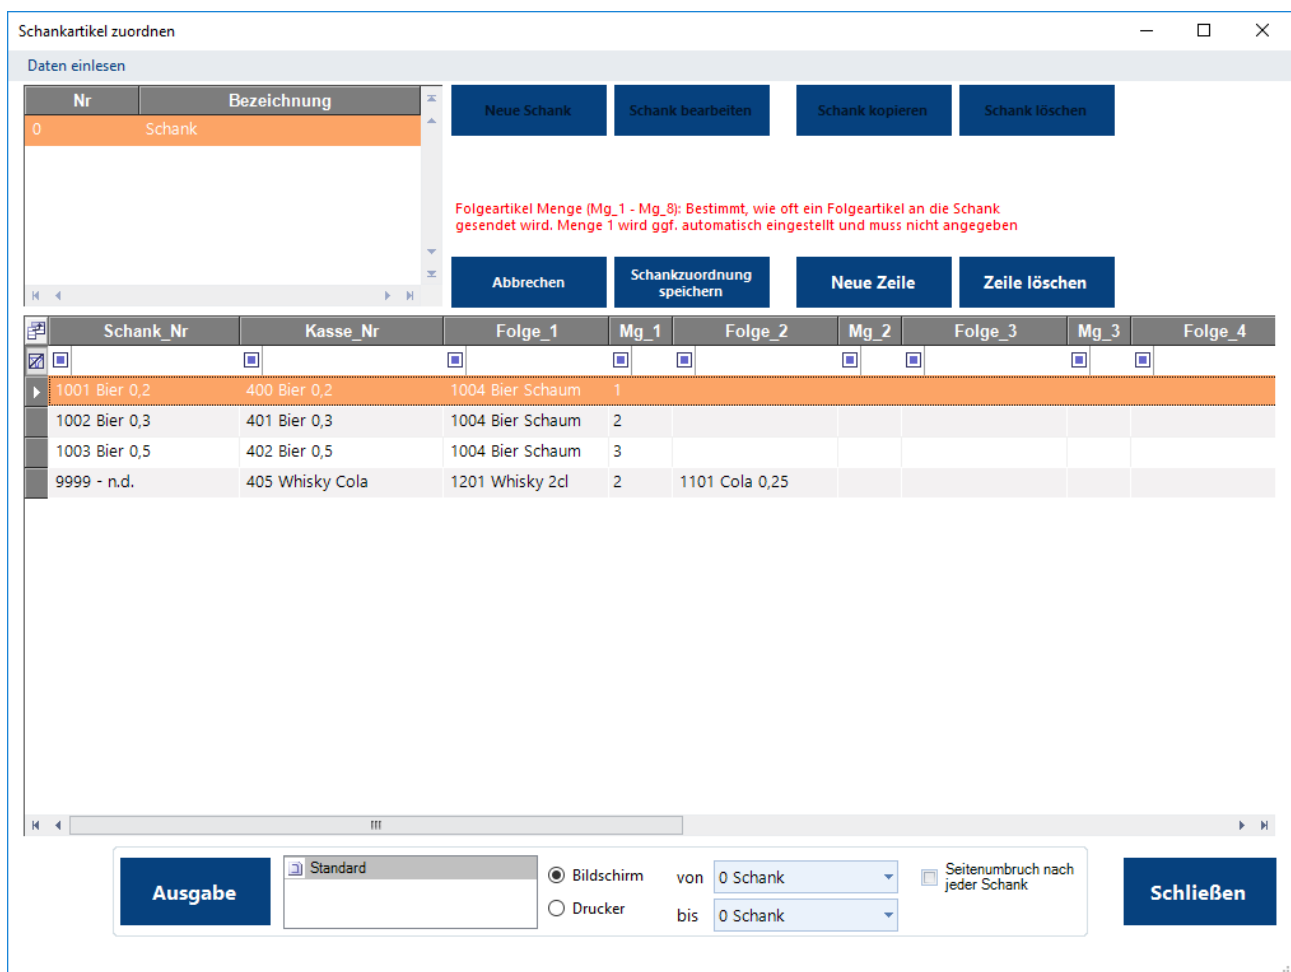 Schankartikel zuordnen
Daten einlesen
Nr Bezeichnung
0 Schank
Neue Schank Schank bearbeiten Schank kopieren Schank löschen
Folgeartikel Menge (Mg_1 - Mg_8): Bestimmt, wie oft ein Folgeartikel an die Schank
gesendet wird. Menge 1 wird ggf. automatisch eingestellt und muss nicht angegeben
Abbrechen Schankzuordnung
speichern
Neue Zeile Zeile löschen
Schank_Nr Kasse_Nr Folge_1 Mg_1 Folge_2 Mg_2 Folge_3 Mg_3 Folge_4
1001 Bier 0,2 400 Bier 0,2 1004 Bier Schaum 1
1002 Bier 0,3 401 Bier 0,3 1004 Bier Schaum 2
1003 Bier 0,5 402 Bier 0,5 1004 Bier Schaum 3
9999 - n.d. 405 Whisky Cola 1201 Whisky 2cl 2 1101 Cola 0,25
Ausgabe
Standard
Bildschirm
Drucker
von 0 Schank
bis 0 Schank
Seitenumbruch nach
jeder Schank
Schließen